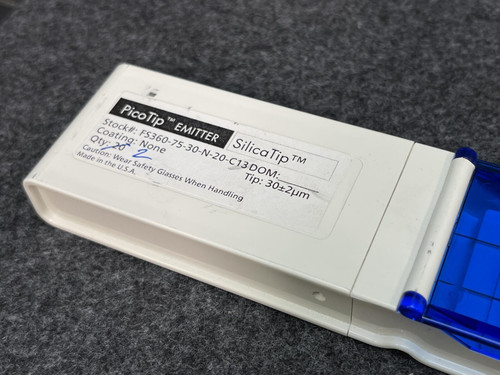 PicoTip™ EMITTER SilicaTip™
Stock#: FS360-75-30-N-20-C13 DOM:
Coating: None Tip: 30±2μm
Qty: 20 2
Caution: Wear Safety Glasses When Handling
Made in the U.S.A.